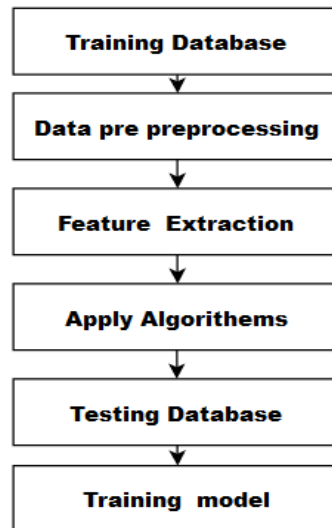 Training Database
Data pre preprocessing
Feature Extraction
Apply Algorithems
Testing Database
Training model